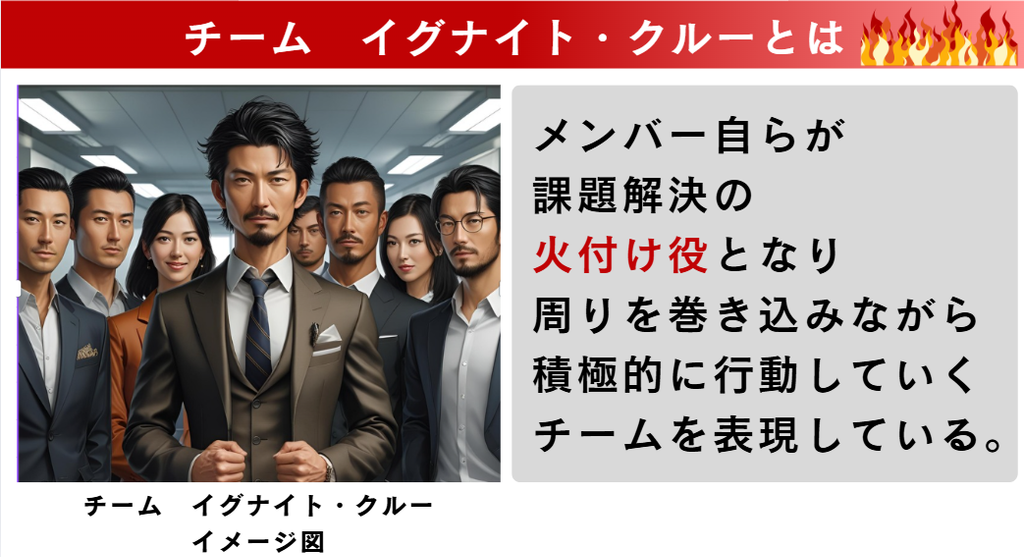 チーム　イグナイト・クルーとは
メンバー自らが
課題解決の
火付け役となり
周りを巻き込みながら
積極的に行動していく
チームを表現している。
チーム　イグナイト・クルー
イメージ図